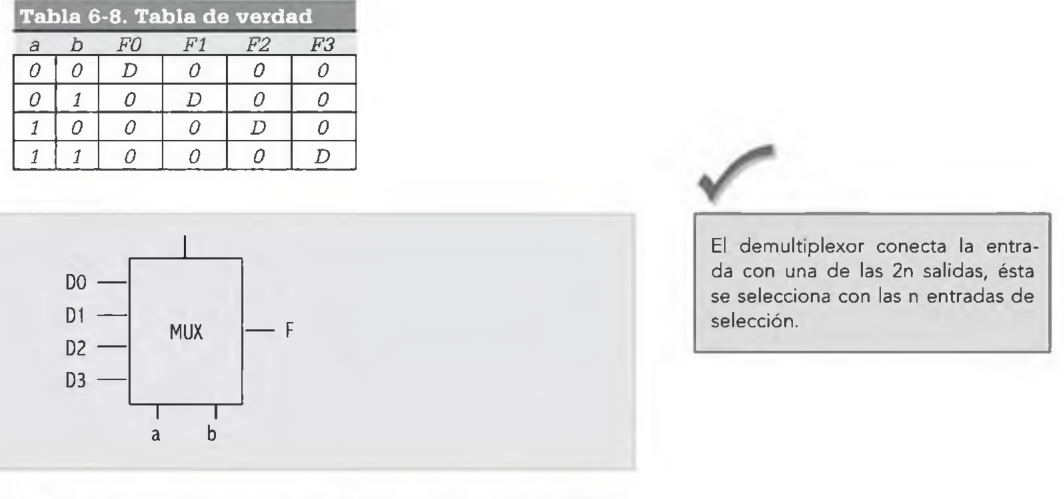 Tabla 6-8. Tabla de verdad
a b F0 F1 F2 F3
0 0 D 0 0 0
0 1 0 D 0 0
1 0 0 0 D 0
1 1 0 0 0 D
D0
D1
D2
D3
MUX
F
a b
El demultiplexor conecta la entra-
da con una de las 2n salidas, ésta
se selecciona con las n entradas de
selección.